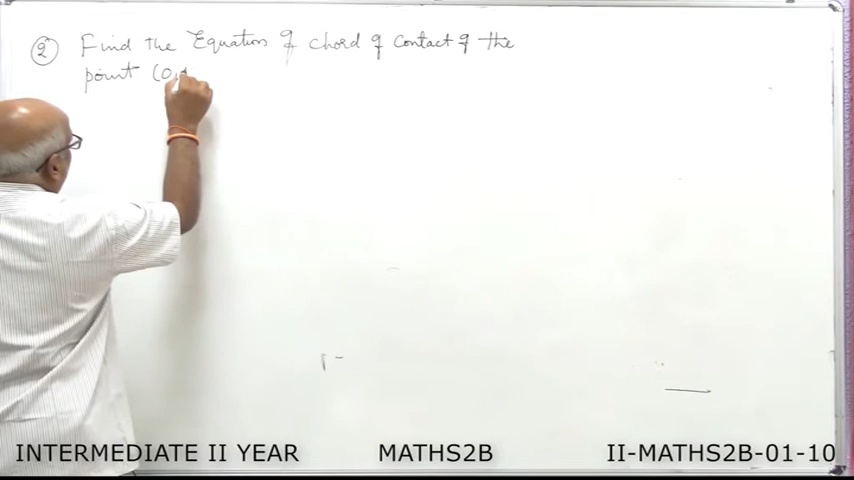 2 Find the Equation of chord of contact of the
point (0,
INTERMEDIATE II YEAR MATHS2B II-MATHS2B-01-10